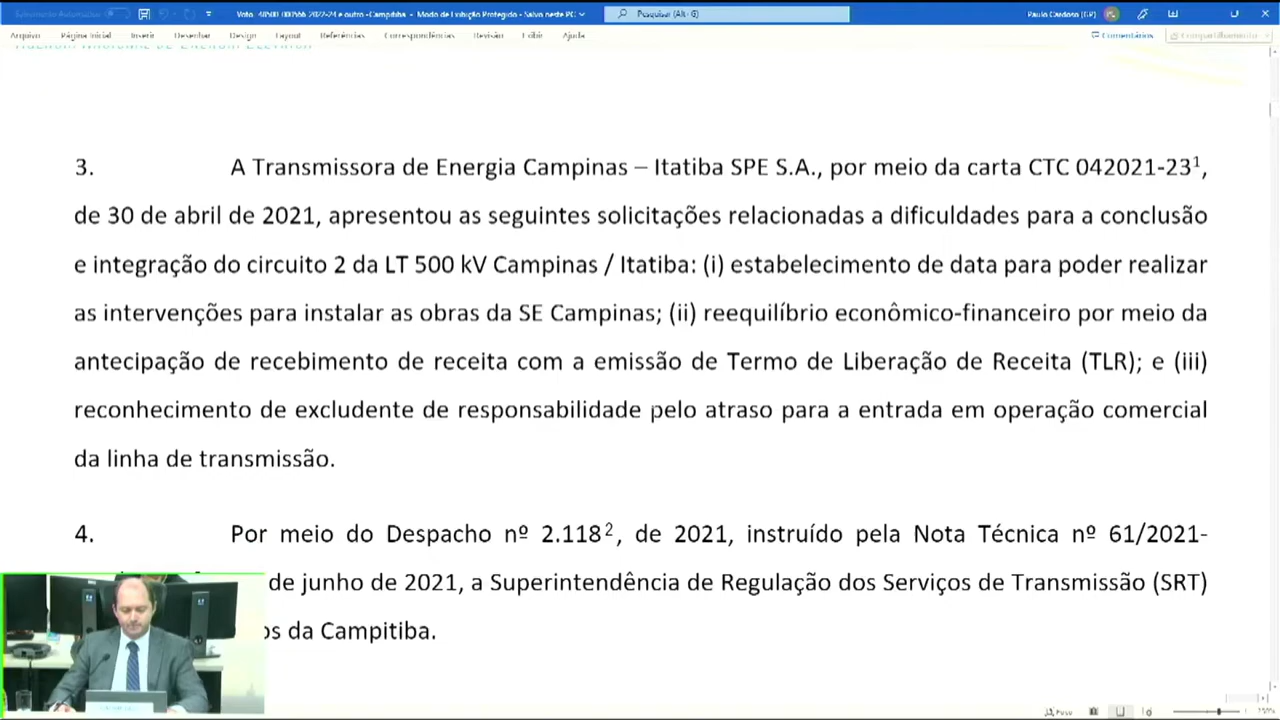 Pesquisar (Alt+G)
Arquivo Página Inicial Inserir Desenhar Design Layout Referências Correspondências Revisão Exibir Ajuda
Comentários Compartilhamento
3. A Transmissora de Energia Campinas – Itatiba SPE S.A., por meio da carta CTC 042021-23¹,
de 30 de abril de 2021, apresentou as seguintes solicitações relacionadas a dificuldades para a conclusão
e integração do circuito 2 da LT 500 kV Campinas / Itatiba: (i) estabelecimento de data para poder realizar
as intervenções para instalar as obras da SE Campinas; (ii) reequilíbrio econômico-financeiro por meio da
antecipação de recebimento de receita com a emissão de Termo de Liberação de Receita (TLR); e (iii)
reconhecimento de excludente de responsabilidade pelo atraso para a entrada em operação comercial
da linha de transmissão.
4. Por meio do Despacho nº 2.118², de 2021, instruído pela Nota Técnica nº 61/2021-
de junho de 2021, a Superintendência de Regulação dos Serviços de Transmissão (SRT)
os da Campitiba.